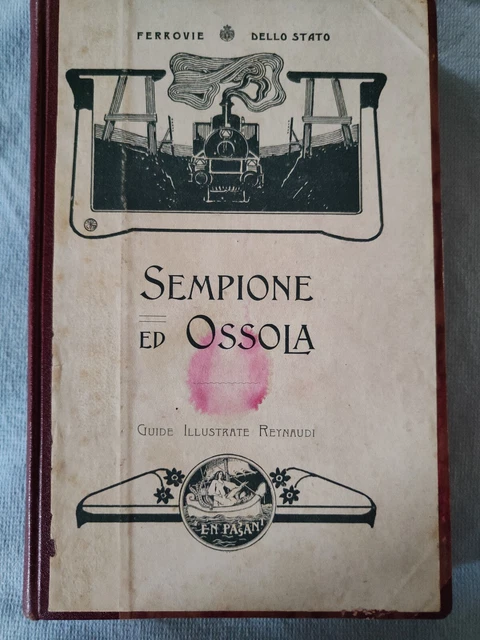 FERROVIE DELLO STATO
SEMPIONE
ED OSSOLA
GUIDE ILLUSTRATE REYNAUDI
EN PASANT